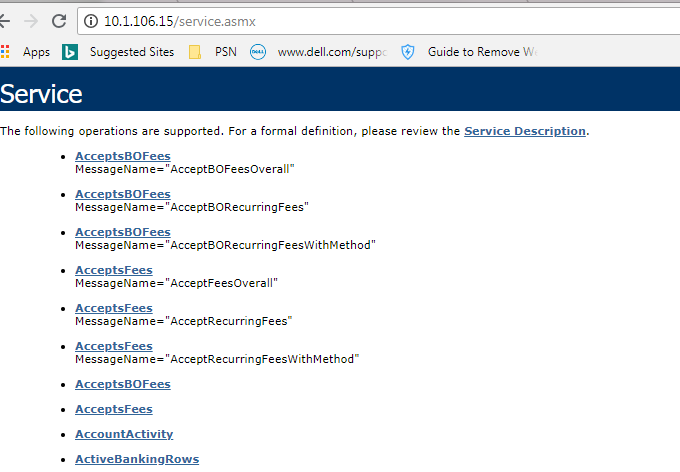 10.1.106.15/service.asmx
Apps Suggested Sites PSN www.dell.com/supp Guide to Remove
Service
The following operations are supported. For a formal definition, please review the Service Description.
AcceptsBOFees
MessageName="AcceptBOFeesOverall"
AcceptsBOFees
MessageName="AcceptBORecurringFees"
AcceptsBOFees
MessageName="AcceptBORecurringFeesWithMethod"
AcceptsFees
MessageName="AcceptFeesOverall"
AcceptsFees
MessageName="AcceptRecurringFees"
AcceptsFees
MessageName="AcceptRecurringFeesWithMethod"
AcceptsBOFees
AcceptsFees
AccountActivity
ActiveBankingRows